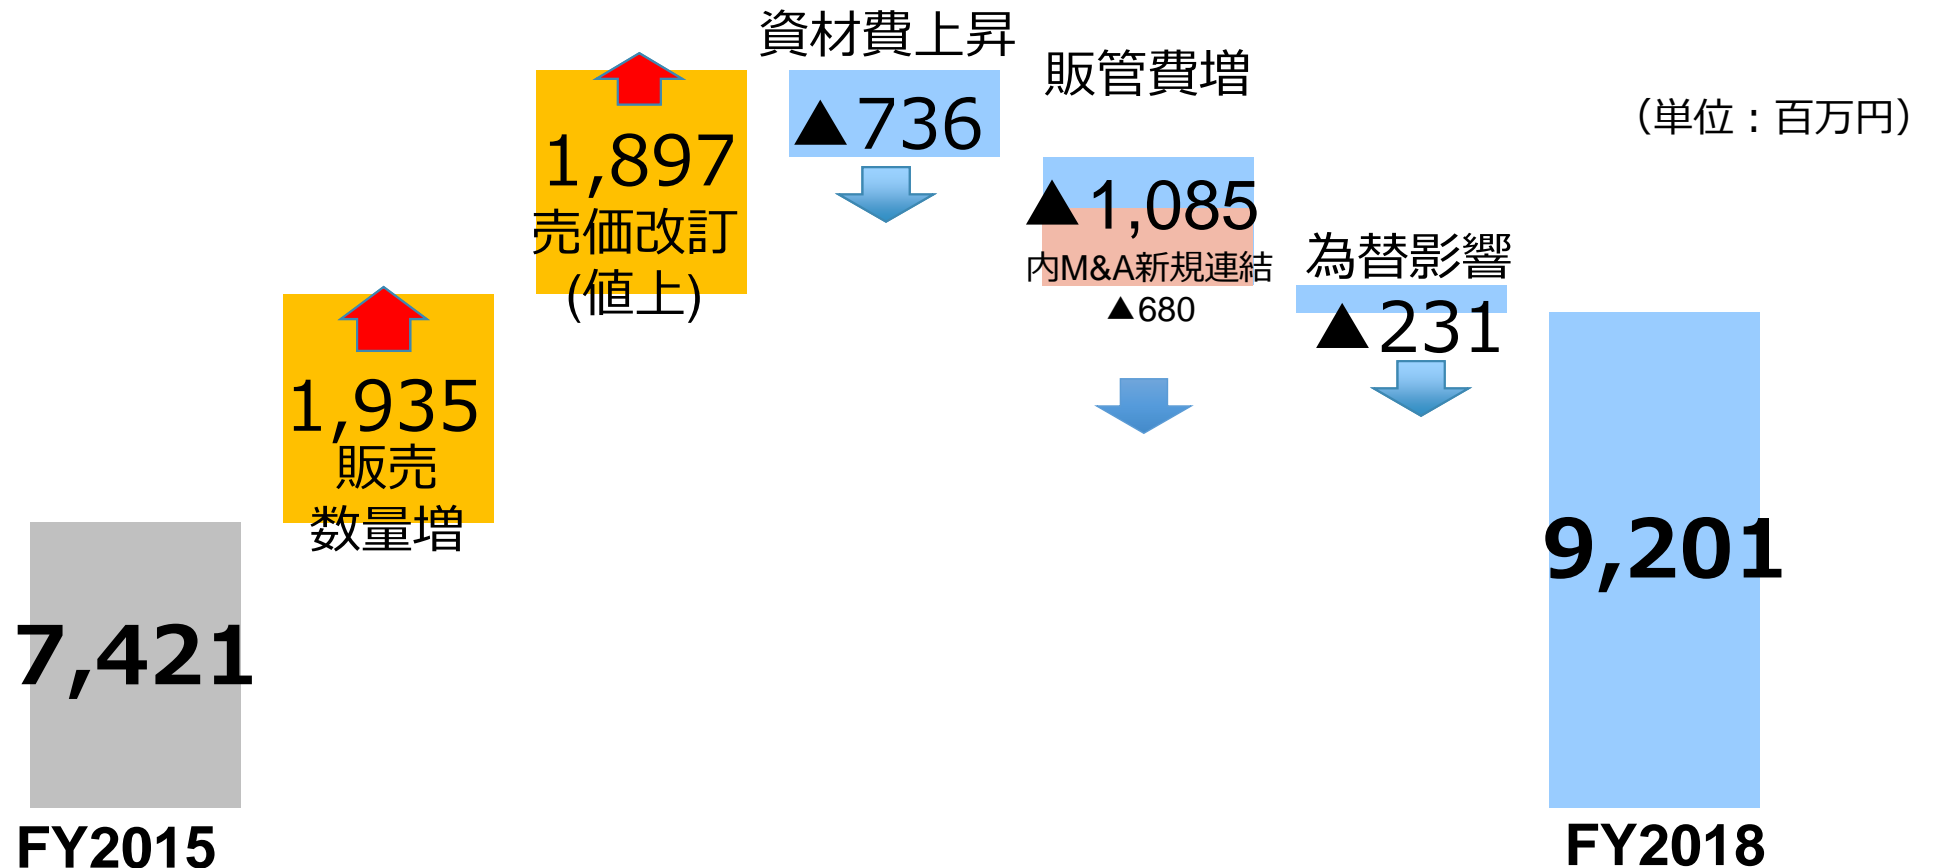 資材費上昇
販管費増
（単位：百万円）
▲736
1,897
売価改訂
(値上)
▲1,085
内M&A新規連結
▲680
為替影響
▲231
1,935
販売
数量増
9,201
7,421
FY2015
FY2018